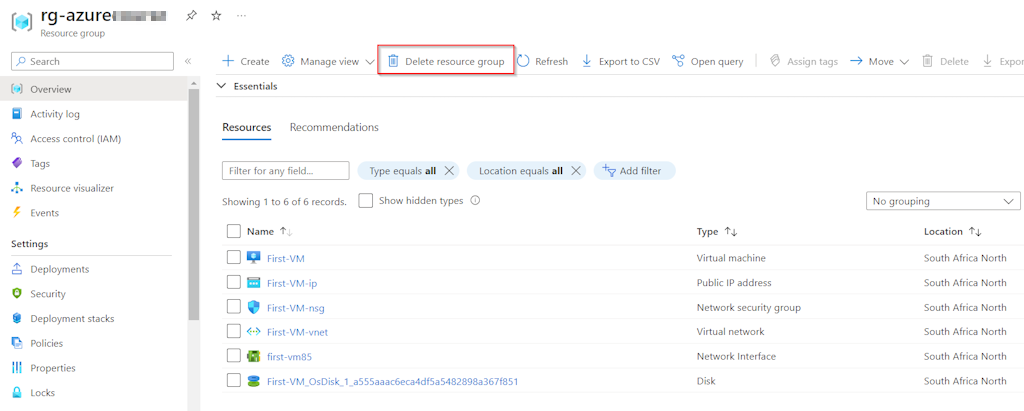 rg-azure
Resource group
Search
Overview
Activity log
Access control (IAM)
Tags
Resource visualizer
Events
Settings
Deployments
Security
Deployment stacks
Policies
Properties
Locks
Create Manage view Delete resource group Refresh Export to CSV Open query Assign tags Move Delete Expor
Essentials
Resources Recommendations
Filter for any field... Type equals all Location equals all Add filter
Showing 1 to 6 of 6 records. Show hidden types No grouping
Name Type Location
First-VM Virtual machine South Africa North
First-VM-ip Public IP address South Africa North
First-VM-nsg Network security group South Africa North
First-VM-vnet Virtual network South Africa North
first-vm85 Network Interface South Africa North
First-VM_OsDisk_1_a555aaac6eca4df5a5482898a367f851 Disk South Africa North